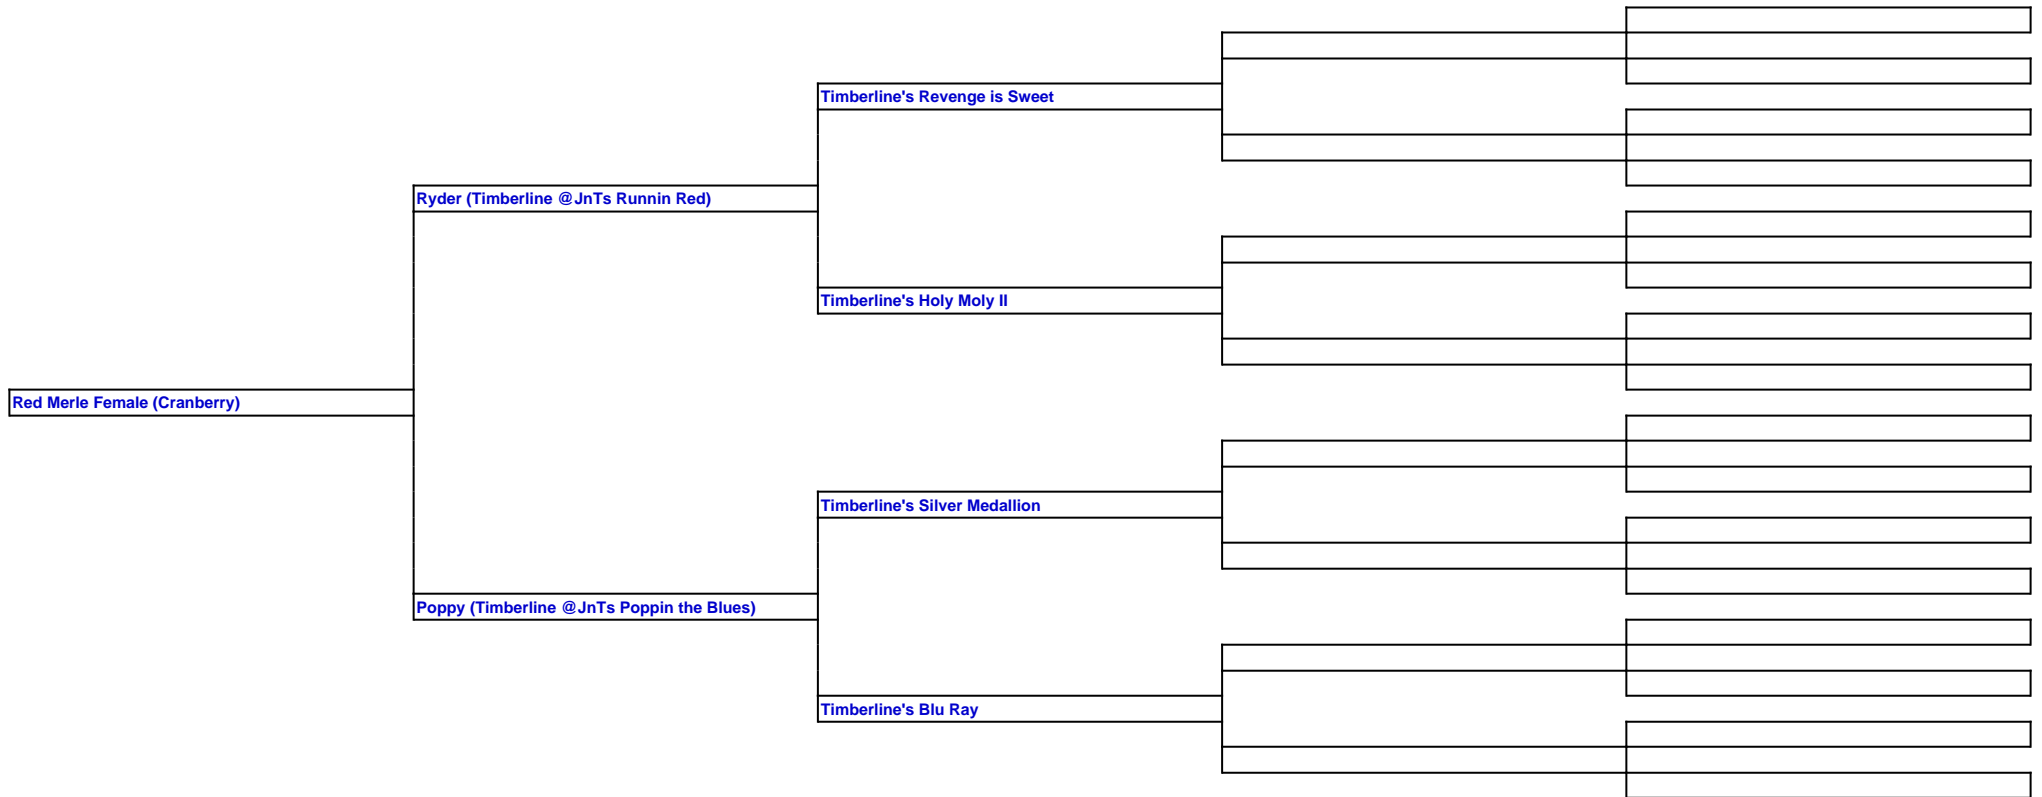 Timberline's Revenge is Sweet
Ryder (Timberline @JnTs Runnin Red)
Timberline's Holy Moly II
Red Merle Female (Cranberry)
Timberline's Silver Medallion
Poppy (Timberline @JnTs Poppin the Blues)
Timberline's Blu Ray